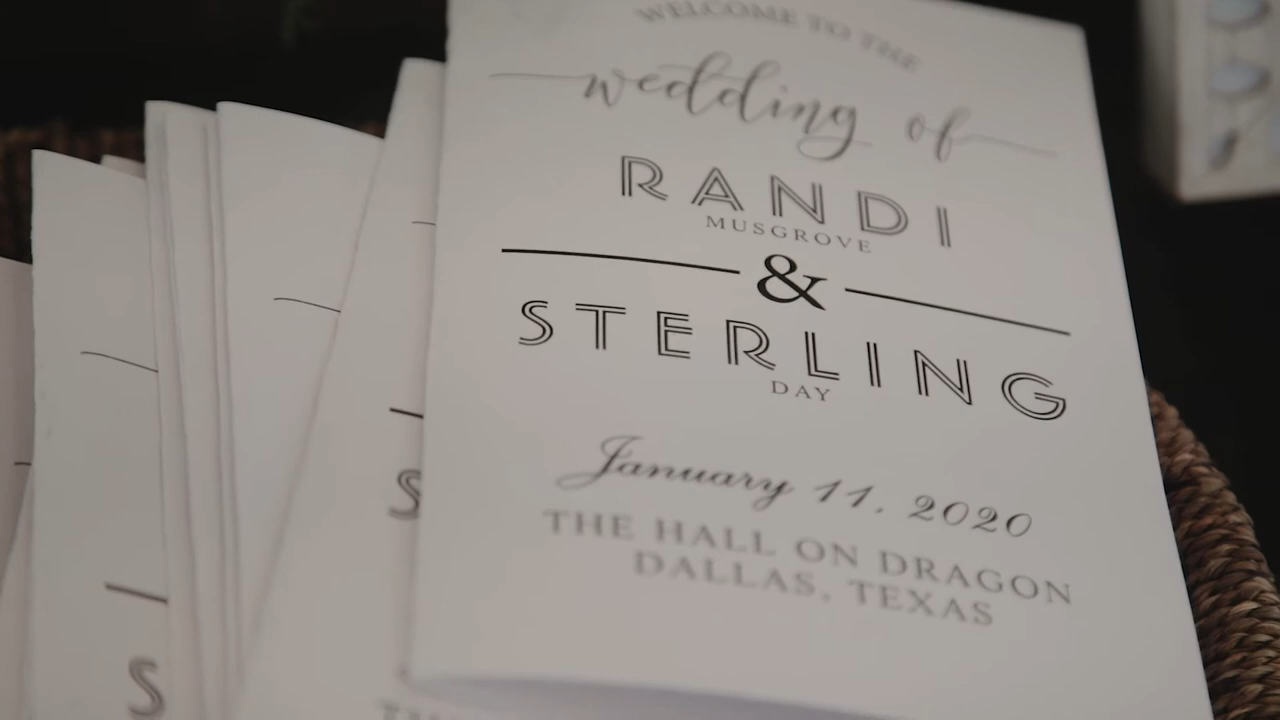 WELCOME TO THE
wedding of
RANDI
MUSGROVE
&
STERLING
DAY
January 11, 2020
THE HALL ON DRAGON
DALLAS, TEXAS
S
S